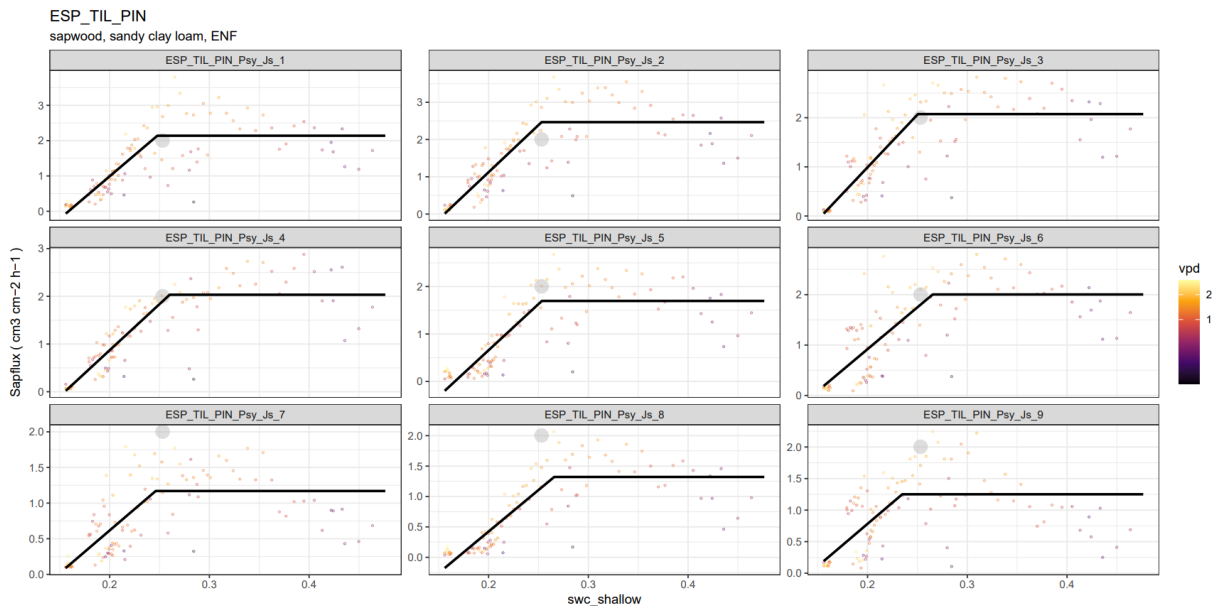 ESP_TIL_PIN
sapwood, sandy clay loam, ENF
ESP_TIL_PIN_Psy_Js_1
ESP_TIL_PIN_Psy_Js_2
ESP_TIL_PIN_Psy_Js_3
3
2
1
0
3
2
1
0
2
1
0
ESP_TIL_PIN_Psy_Js_4
ESP_TIL_PIN_Psy_Js_5
ESP_TIL_PIN_Psy_Js_6
3
2
1
0
2
1
0
2
1
0
ESP_TIL_PIN_Psy_Js_7
ESP_TIL_PIN_Psy_Js_8
ESP_TIL_PIN_Psy_Js_9
2.0
1.5
1.0
0.5
0.0
2.0
1.5
1.0
0.5
0.0
2.0
1.5
1.0
0.5
0.0
0.2 0.3 0.4
0.2 0.3 0.4
0.2 0.3 0.4
swc_shallow
Sapflux ( cm3 cm−2 h−1 )
vpd
2
1